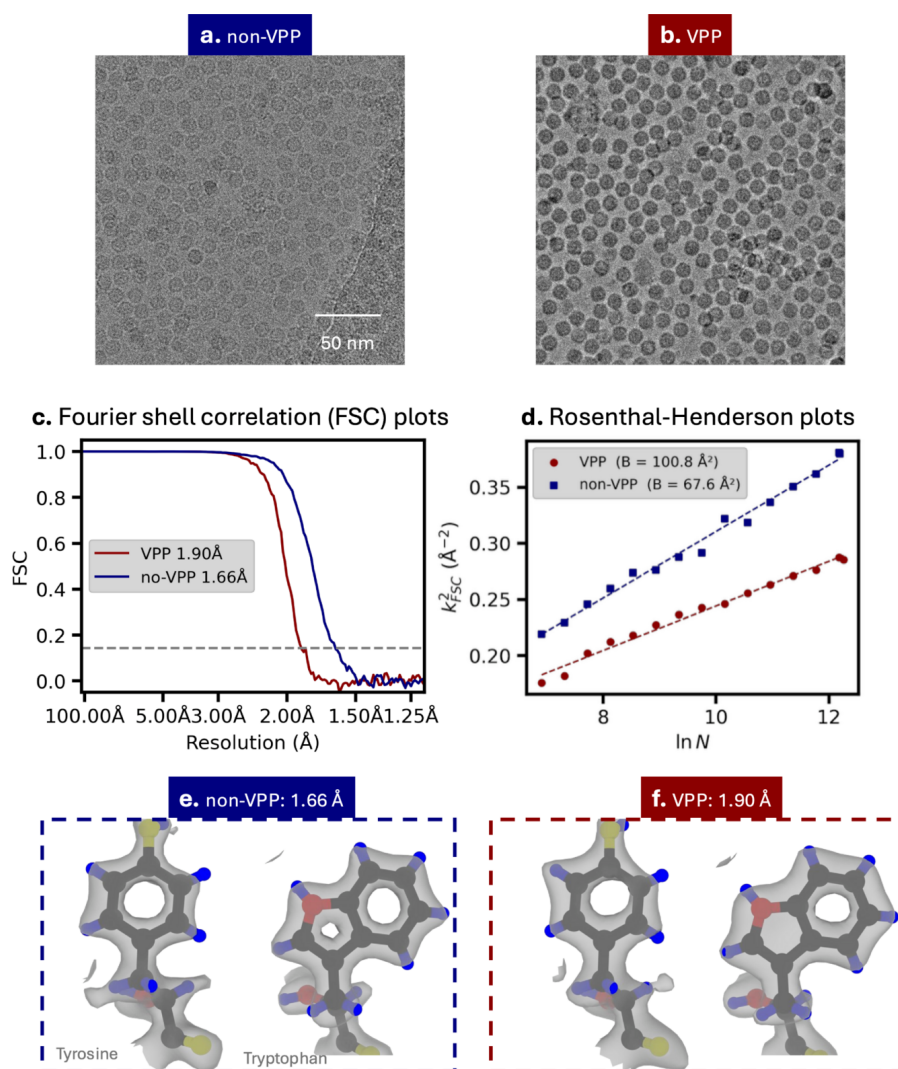 a. non-VPP
b. VPP
50 nm
c. Fourier shell correlation (FSC) plots
1.0
0.8
0.6
0.4
0.2
0.0
FSC
VPP 1.90Å
no-VPP 1.66Å
100.00Å 5.00Å 3.00Å 2.00Å 1.50Å 1.25Å
Resolution (Å)
d. Rosenthal-Henderson plots
VPP (B = 100.8 Å²)
non-VPP (B = 67.6 Å²)
0.35
0.30
0.25
0.20
k²FSC (Å⁻²)
8 10 12
ln N
e. non-VPP: 1.66 Å
Tyrosine
Tryptophan
f. VPP: 1.90 Å